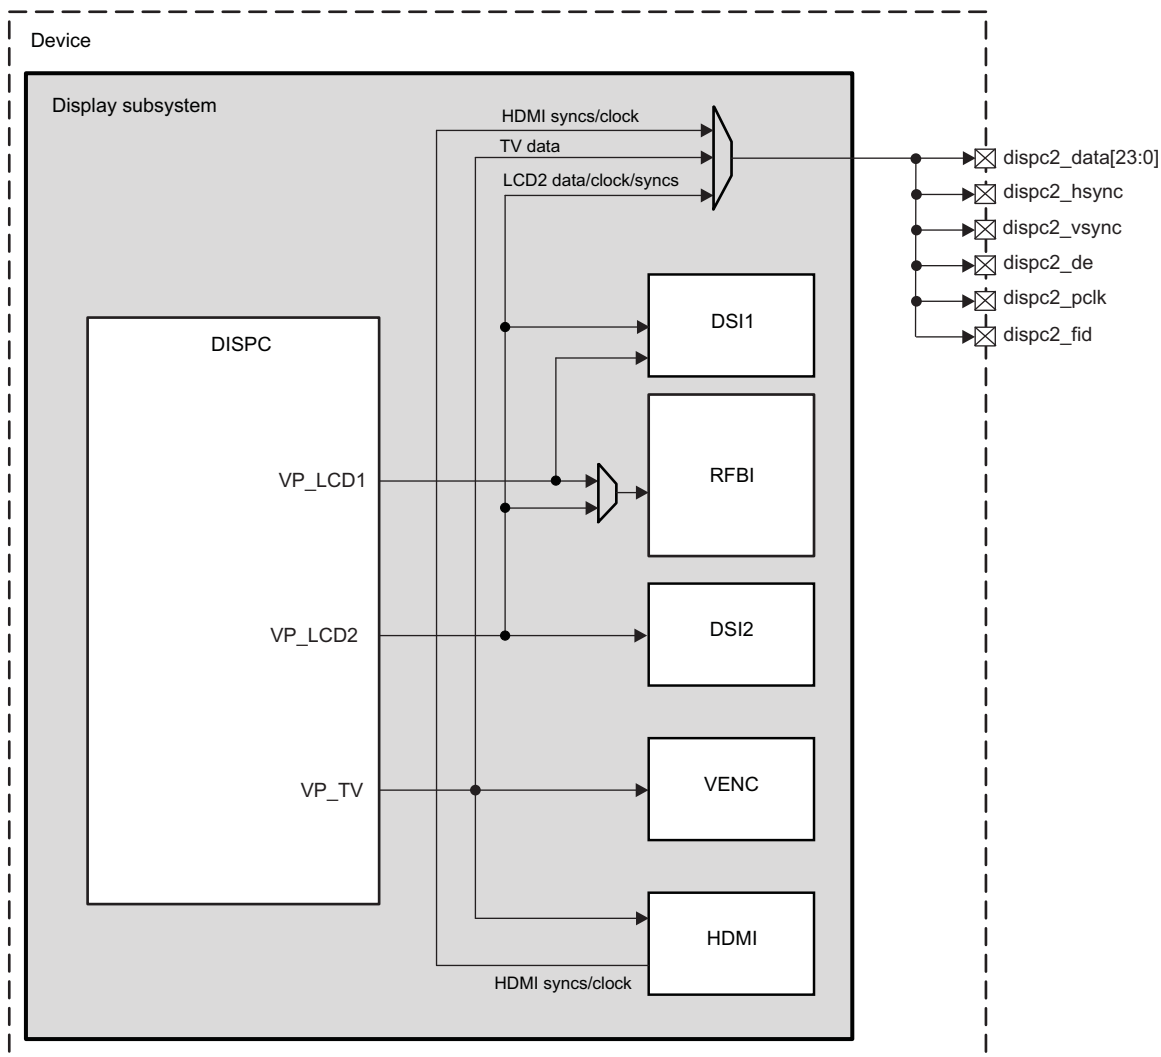 Device
Display subsystem
HDMI syncs/clock
TV data
LCD2 data/clock/syncs
dispc2_data[23:0]
dispc2_hsync
dispc2_vsync
dispc2_de
dispc2_pclk
dispc2_fid
DSI1
DISPC
RFBI
VP_LCD1
DSI2
VP_LCD2
VENC
VP_TV
HDMI
HDMI syncs/clock